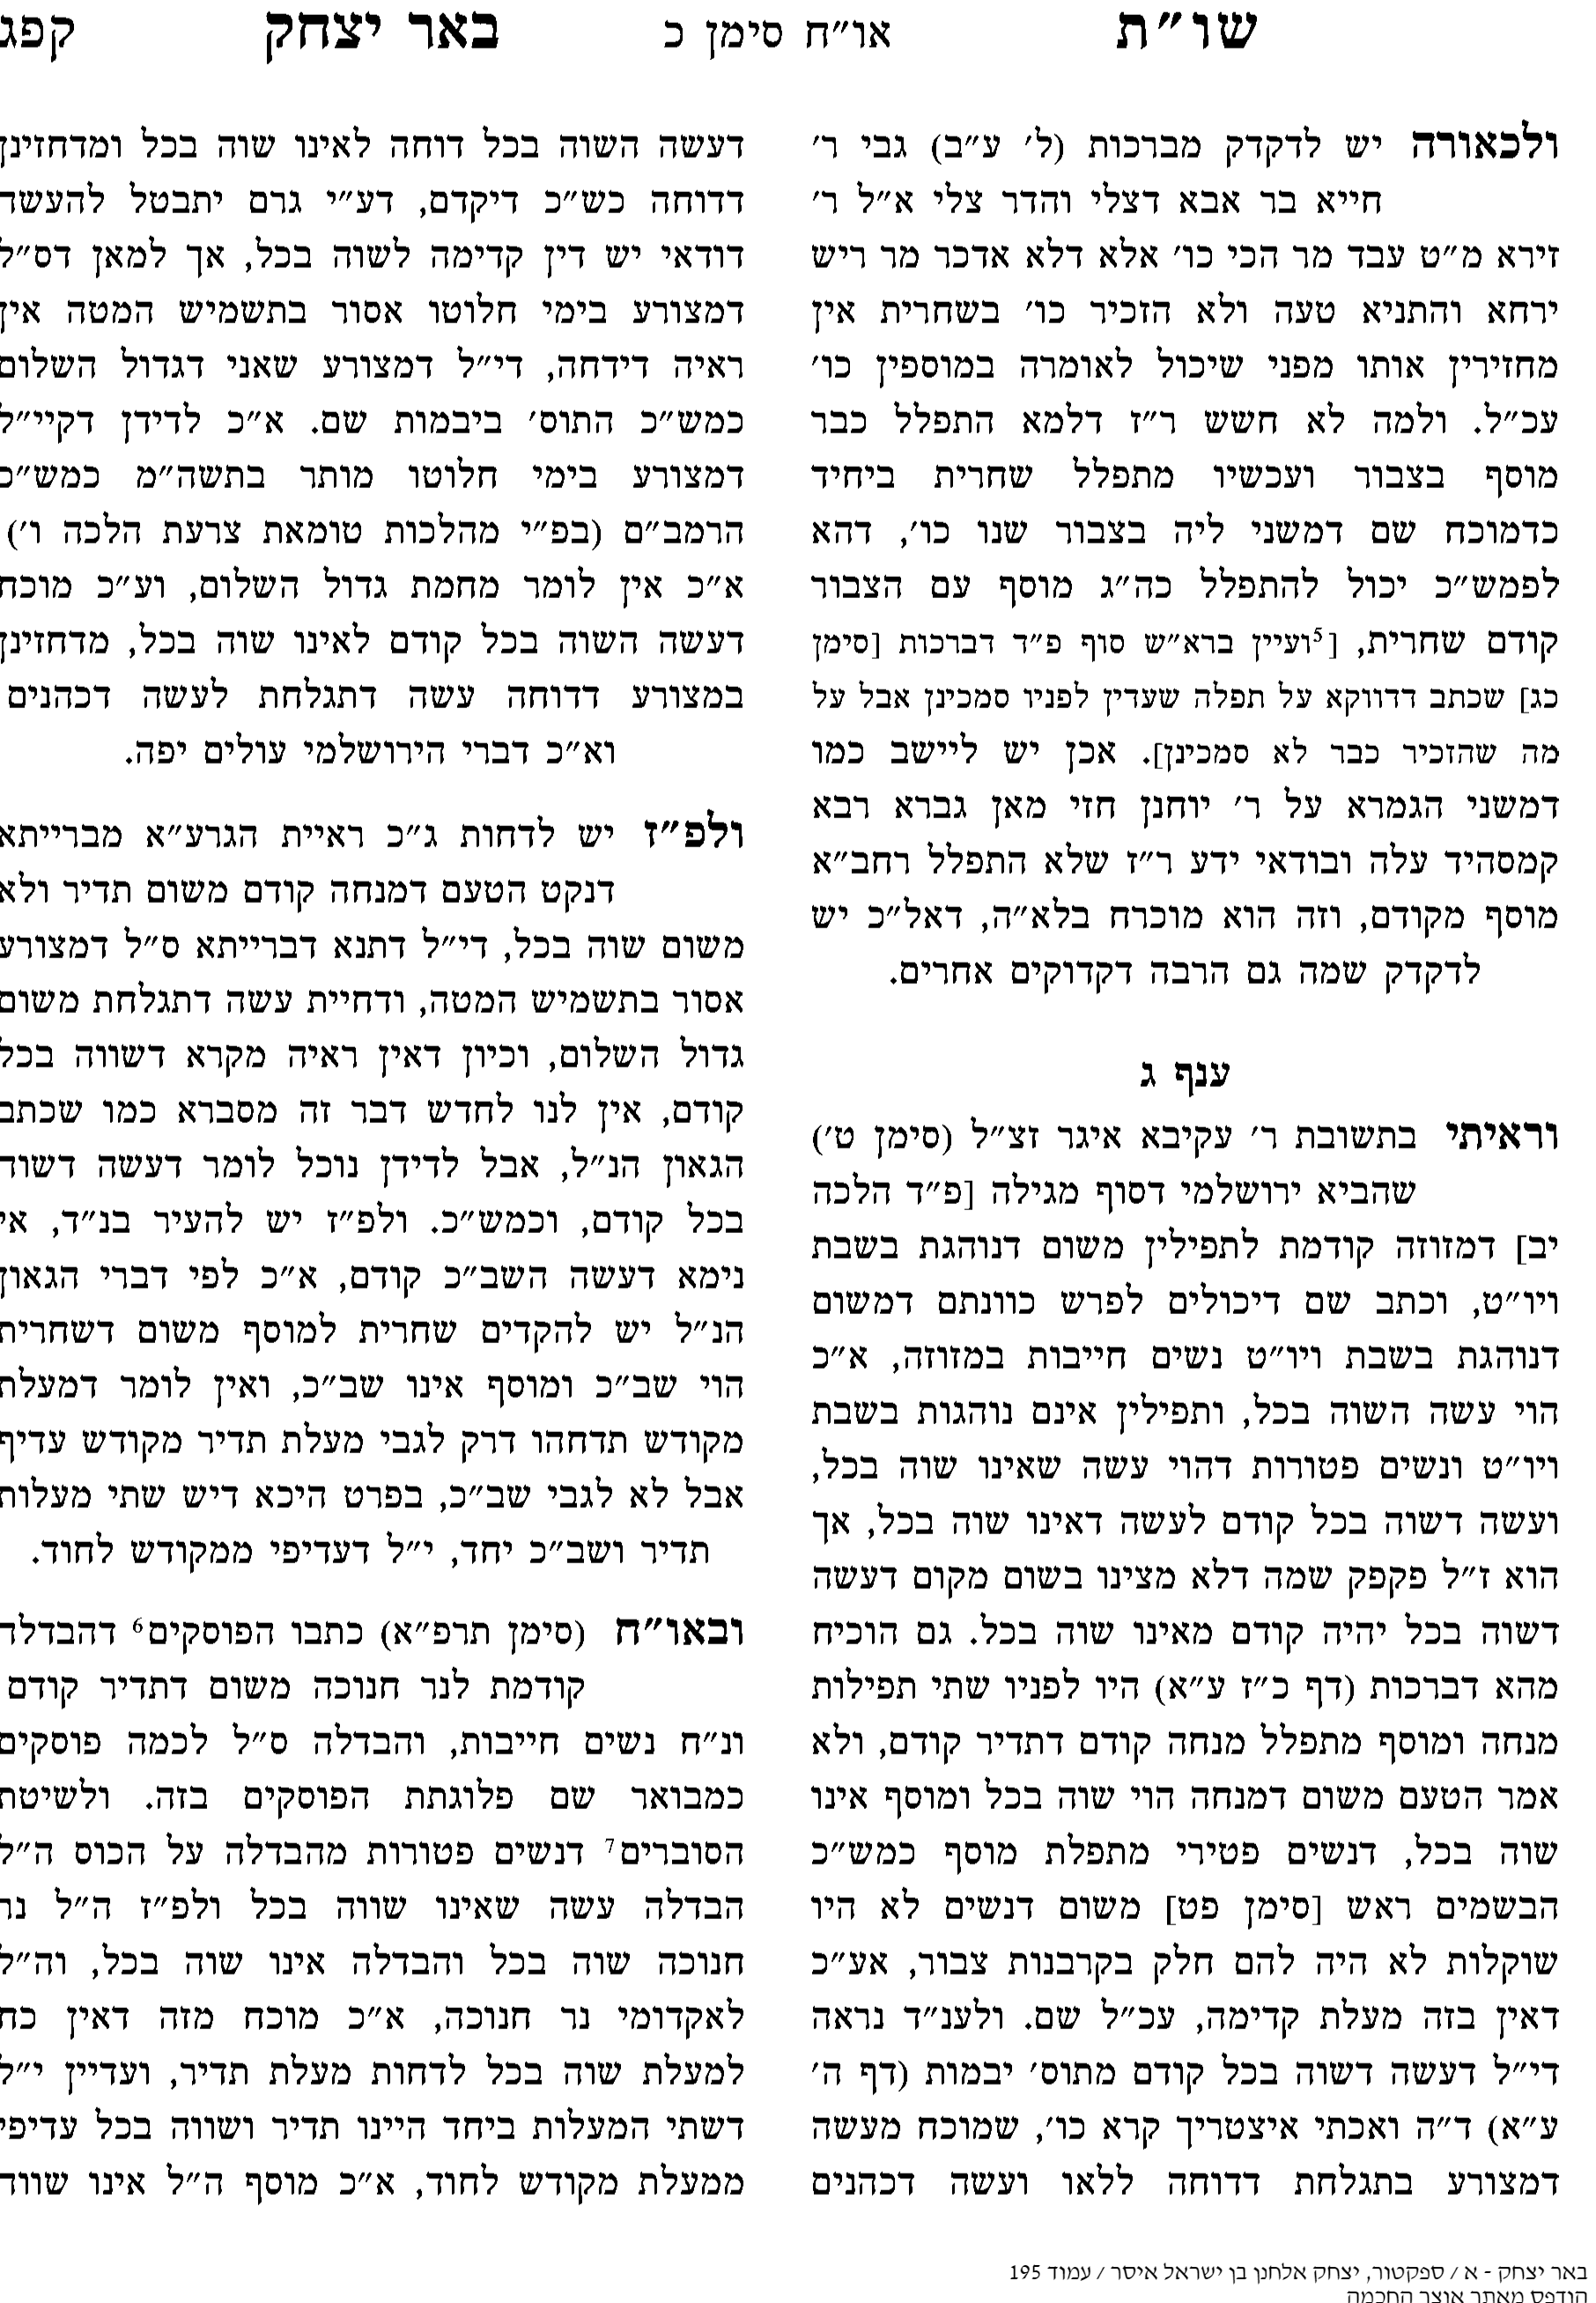 שו״ת או״ח סימן כ באר יצחק קפג
ולכאורה יש לדקדק מברכות (ל׳ ע״ב) גבי ר׳
חייא בר אבא דצלי והדר צלי א״ל ר׳
זירא מ״ט עבד מר הכי כו׳ אלא דלא אדכר מר ריש
ירחא והתניא טעה ולא הזכיר כו׳ בשחרית אין
מחזירין אותו מפני שיכול לאומרה במוספין כו׳
עכ״ל. ולמה לא חשש ר״ז דלמא התפלל כבר
מוסף בצבור ועכשיו מתפלל שחרית ביחיד
כדמוכח שם דמשני ליה בצבור שנו כו׳, דהא
לפמש״כ יכול להתפלל כה״ג מוסף עם הצבור
קודם שחרית, [⁵ועיין ברא״ש סוף פ״ד דברכות [סימן
כג] שכתב דדווקא על תפלה שעדין לפניו סמכינן אבל על
מה שהזכיר כבר לא סמכינן]. אכן יש ליישב כמו
דמשני הגמרא על ר׳ יוחנן חזי מאן גברא רבא
קמסהיד עלה ובודאי ידע ר״ז שלא התפלל רחב״א
מוסף מקודם, וזה הוא מוכרח בלא״ה, דאל״כ יש
לדקדק שמה גם הרבה דקדוקים אחרים.
ענף ג
וראיתי בתשובת ר׳ עקיבא איגר זצ״ל (סימן ט׳)
שהביא ירושלמי דסוף מגילה [פ״ד הלכה
יב] דמזוזה קודמת לתפילין משום דנוהגת בשבת
ויו״ט, וכתב שם דיכולים לפרש כוונתם דמשום
דנוהגת בשבת ויו״ט נשים חייבות במזוזה, א״כ
הוי עשה השוה בכל, ותפילין אינם נוהגות בשבת
ויו״ט ונשים פטורות דהוי עשה שאינו שוה בכל,
ועשה דשוה בכל קודם לעשה דאינו שוה בכל, אך
הוא ז״ל פקפק שמה דלא מצינו בשום מקום דעשה
דשוה בכל יהיה קודם מאינו שוה בכל. גם הוכיח
מהא דברכות (דף כ״ז ע״א) היו לפניו שתי תפילות
מנחה ומוסף מתפלל מנחה קודם דתדיר קודם, ולא
אמר הטעם משום דמנחה הוי שוה בכל ומוסף אינו
שוה בכל, דנשים פטירי מתפלת מוסף כמש״כ
הבשמים ראש [סימן פט] משום דנשים לא היו
שוקלות לא היה להם חלק בקרבנות צבור, אע״כ
דאין בזה מעלת קדימה, עכ״ל שם. ולענ״ד נראה
די״ל דעשה דשוה בכל קודם מתוס׳ יבמות (דף ה׳
ע״א) ד״ה ואכתי איצטריך קרא כו׳, שמוכח מעשה
דמצורע בתגלחת דדוחה ללאו ועשה דכהנים
דעשה השוה בכל דוחה לאינו שוה בכל ומדחזינן
דדוחה כש״כ דיקדם, דע״י גרם יתבטל להעשה
דודאי יש דין קדימה לשוה בכל, אך למאן דס״ל
דמצורע בימי חלוטו אסור בתשמיש המטה אין
ראיה דידחה, די״ל דמצורע שאני דגדול השלום
כמש״כ התוס׳ ביבמות שם. א״כ לדידן דקיי״ל
דמצורע בימי חלוטו מותר בתשה״מ כמש״כ
הרמב״ם (בפ״י מהלכות טומאת צרעת הלכה ו׳)
א״כ אין לומר מחמת גדול השלום, וע״כ מוכח
דעשה השוה בכל קודם לאינו שוה בכל, מדחזינן
במצורע דדוחה עשה דתגלחת לעשה דכהנים
וא״כ דברי הירושלמי עולים יפה.
ולפ״ז יש לדחות ג״כ ראיית הגרע״א מברייתא
דנקט הטעם דמנחה קודם משום תדיר ולא
משום שוה בכל, די״ל דתנא דברייתא ס״ל דמצורע
אסור בתשמיש המטה, ודחיית עשה דתגלחת משום
גדול השלום, וכיון דאין ראיה מקרא דשווה בכל
קודם, אין לנו לחדש דבר זה מסברא כמו שכתב
הגאון הנ״ל, אבל לדידן נוכל לומר דעשה דשוה
בכל קודם, וכמש״כ. ולפ״ז יש להעיר בנ״ד, אי
נימא דעשה השב״כ קודם, א״כ לפי דברי הגאון
הנ״ל יש להקדים שחרית למוסף משום דשחרית
הוי שב״כ ומוסף אינו שב״כ, ואין לומר דמעלת
מקודש תדחהו דרק לגבי מעלת תדיר מקודש עדיף
אבל לא לגבי שב״כ, בפרט היכא דיש שתי מעלות
תדיר ושב״כ יחד, י״ל דעדיפי ממקודש לחוד.
ובאו״ח (סימן תרפ״א) כתבו הפוסקים⁶ דהבדלה
קודמת לנר חנוכה משום דתדיר קודם
ונ״ח נשים חייבות, והבדלה ס״ל לכמה פוסקים
כמבואר שם פלוגתת הפוסקים בזה. ולשיטת
הסוברים⁷ דנשים פטורות מהבדלה על הכוס ה״ל
הבדלה עשה שאינו שווה בכל ולפ״ז ה״ל נר
חנוכה שוה בכל והבדלה אינו שוה בכל, וה״ל
לאקדומי נר חנוכה, א״כ מוכח מזה דאין כח
למעלת שוה בכל לדחות מעלת תדיר, ועדיין י״ל
דשתי המעלות ביחד היינו תדיר ושווה בכל עדיפי
ממעלת מקודש לחוד, א״כ מוסף ה״ל אינו שווה
באר יצחק - א / ספקטור, יצחק אלחנן בן ישראל איסר / עמוד 195
הודפס מאתר אוצר החכמה